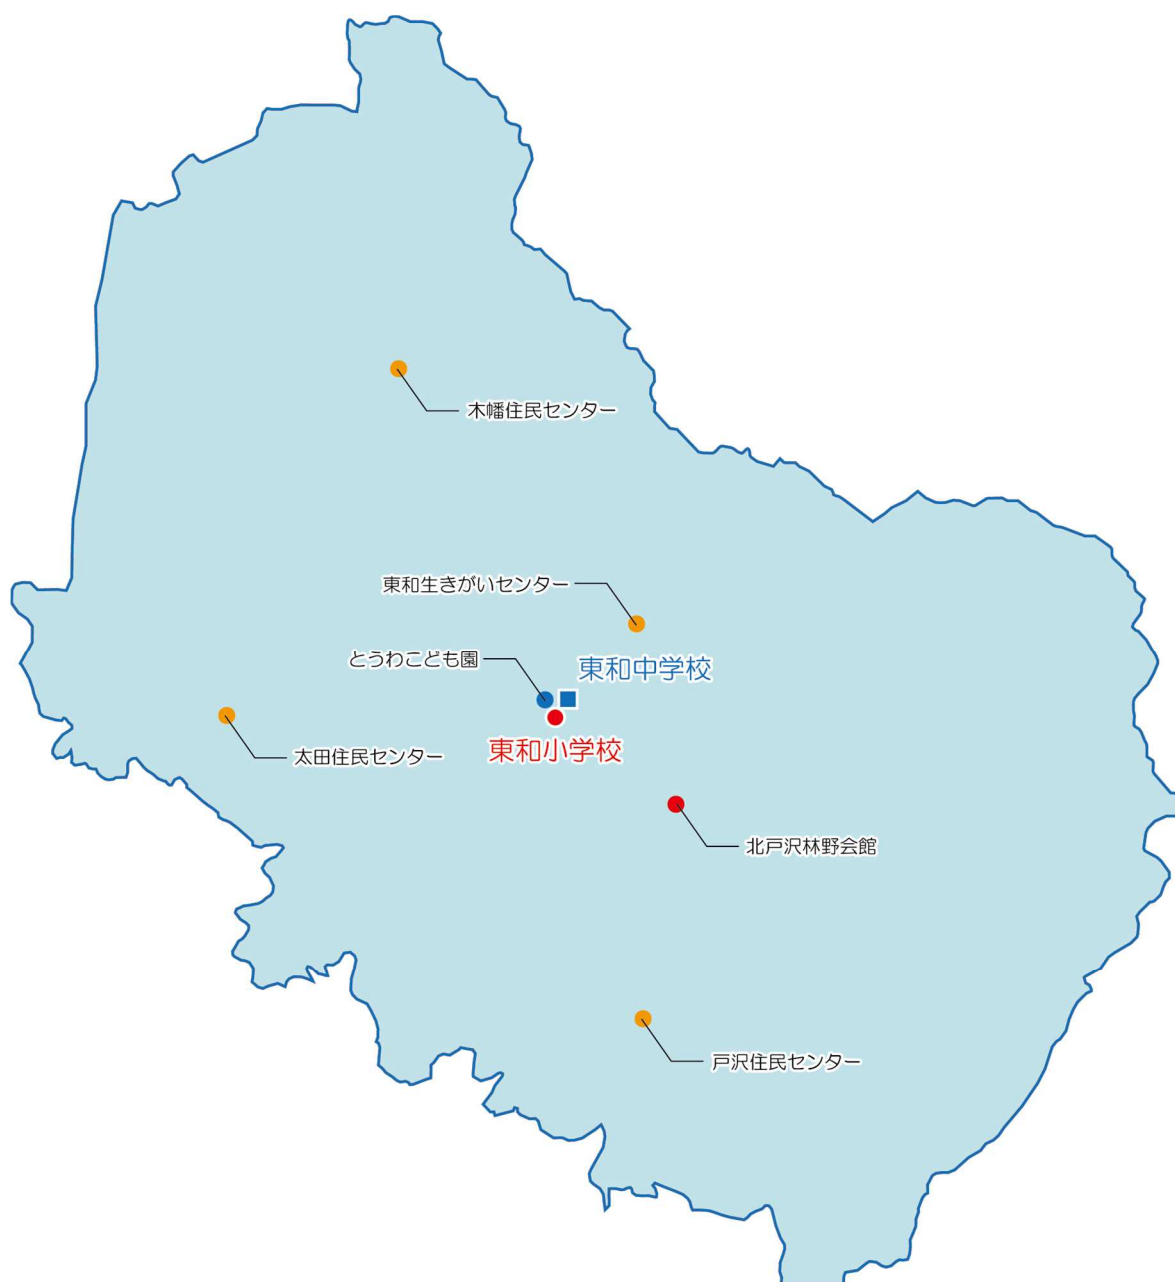 木幡住民センター
東和生きがいセンター
とうわこども園
東和中学校
太田住民センター
東和小学校
北戸沢林野会館
戸沢住民センター